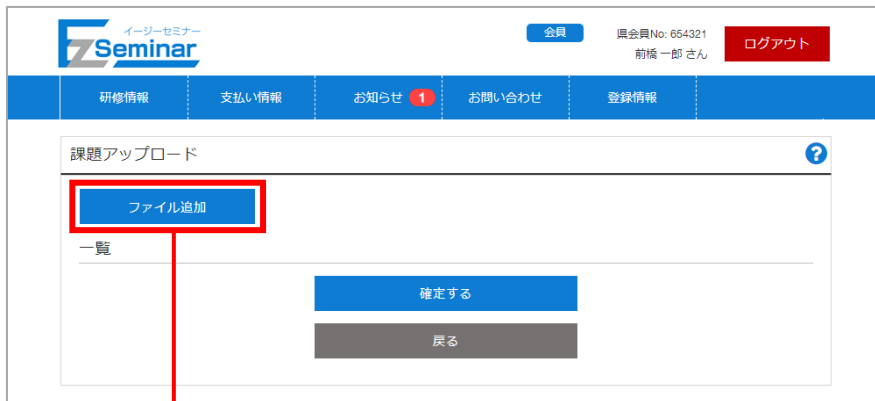 イージーセミナー
EzSeminar
会員
県会員No: 654321
前橋 一郎 さん
ログアウト
研修情報
支払い情報
お知らせ 1
お問い合わせ
登録情報
課題アップロード
?
ファイル追加
一覧
確定する
戻る